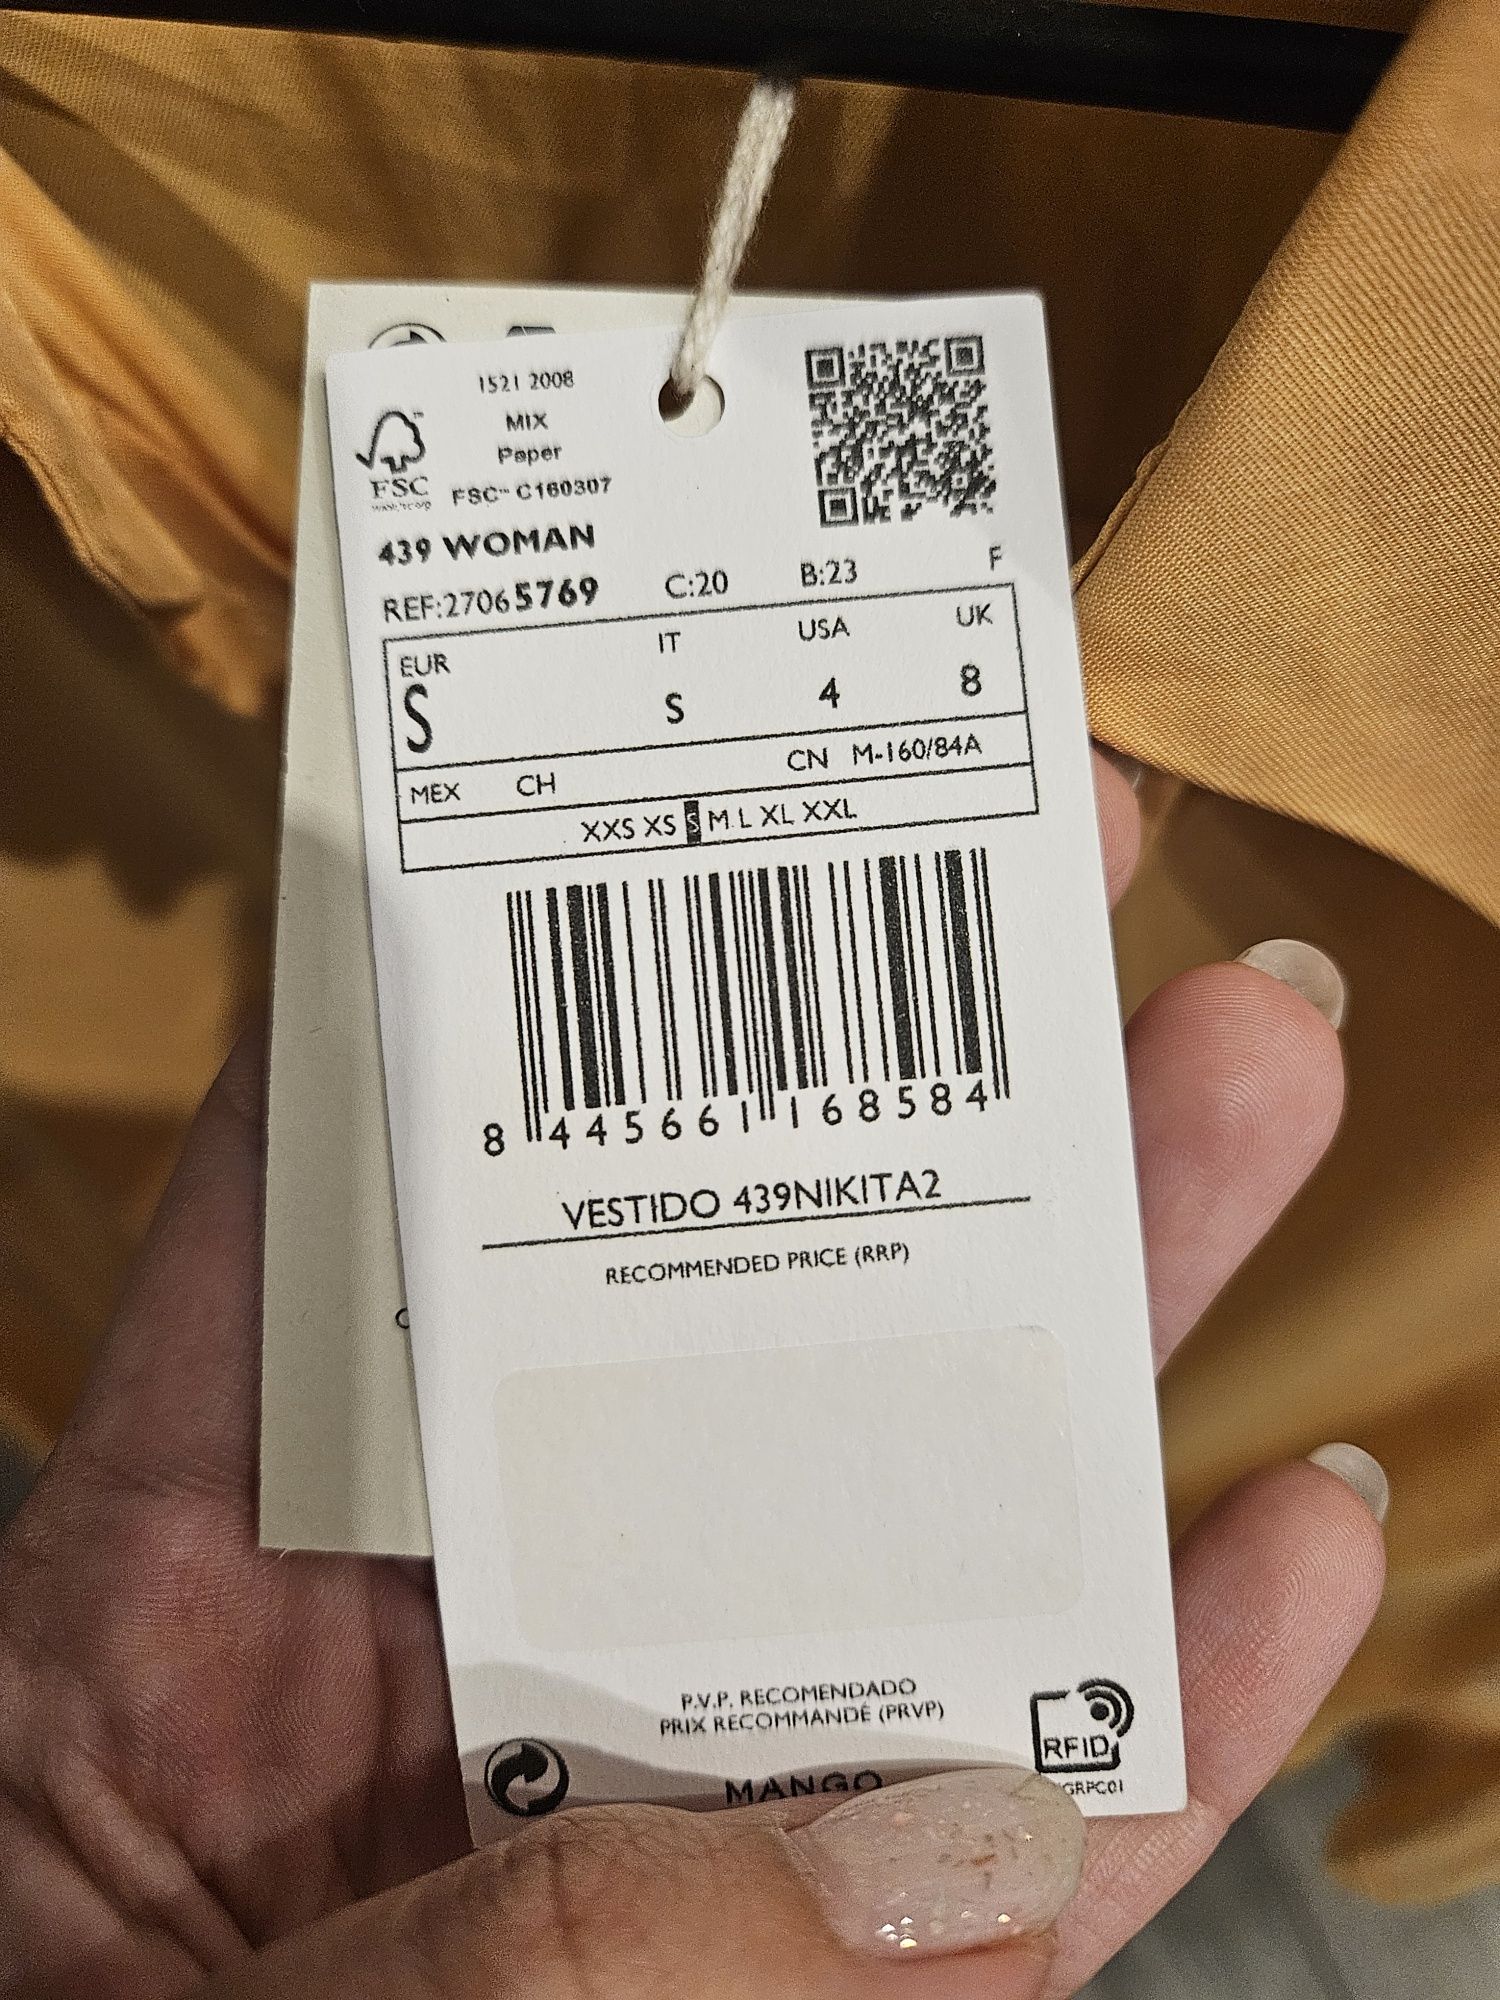 1521 2008
MIX
Paper
FSC™ C160307
FSC
439 WOMAN
REF:27065769 C:20 B:23 F
EUR IT USA UK
S S 4 8
MEX CH CN M-160/84A
XXS XS S M L XL XXL
8 445661 168584
VESTIDO 439NIKITA2
RECOMMENDED PRICE (RRP)
P.V.P. RECOMENDADO
PRIX RECOMMANDÉ (PRVP)
RFID
GRPC01
MANGO